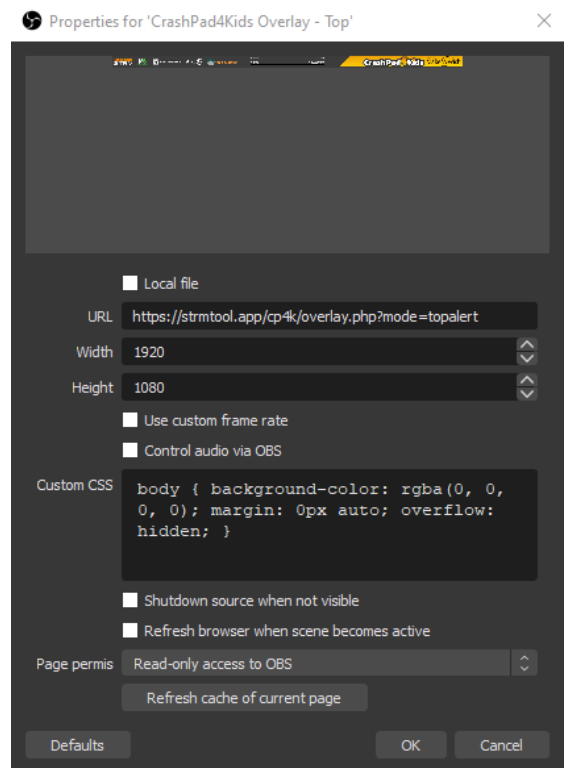 Properties for 'CrashPad4Kids Overlay - Top'
Local file
URL https://strmtool.app/cp4k/overlay.php?mode=topalert
Width 1920
Height 1080
Use custom frame rate
Control audio via OBS
Custom CSS
body { background-color: rgba(0, 0,
0, 0); margin: 0px auto; overflow:
hidden; }
Shutdown source when not visible
Refresh browser when scene becomes active
Page permis Read-only access to OBS
Refresh cache of current page
Defaults OK Cancel